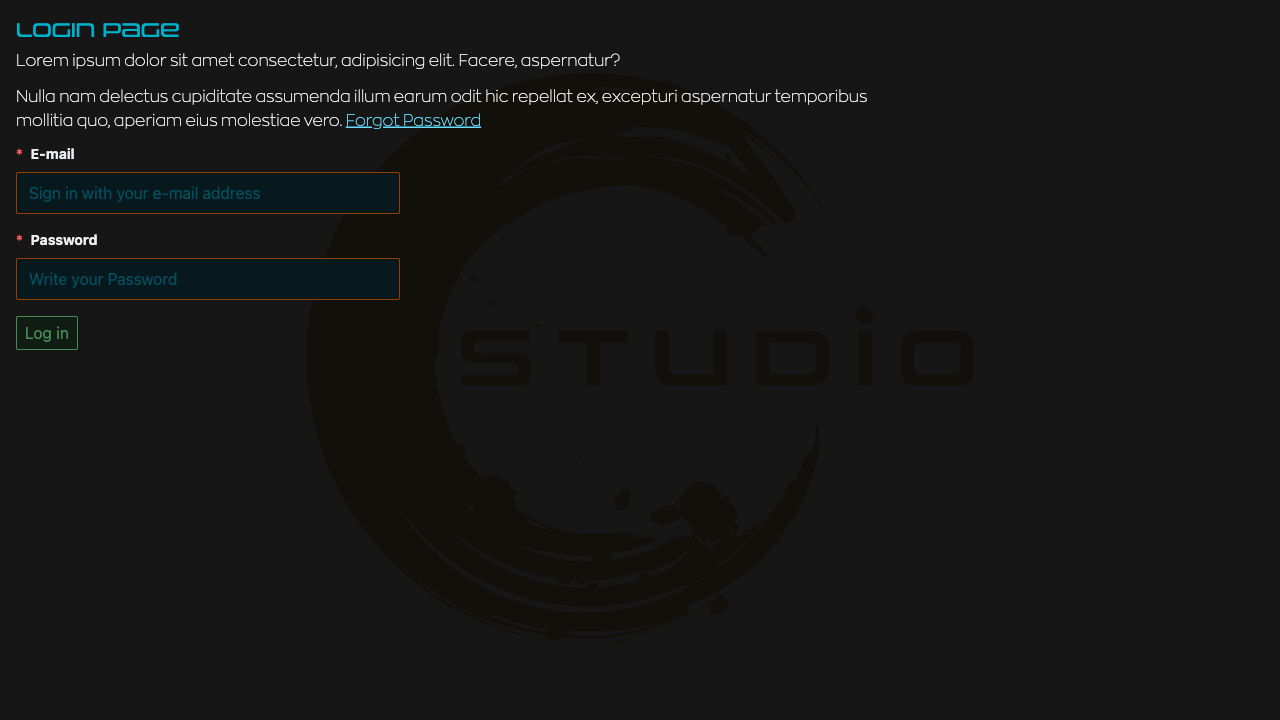 Login Page
Lorem ipsum dolor sit amet consectetur, adipisicing elit. Facere, aspernatur?
Nulla nam delectus cupiditate assumenda illum earum odit hic repellat ex, excepturi aspernatur temporibus
mollitia quo, aperiam eius molestiae vero. Forgot Password
* E-mail
Sign in with your e-mail address
* Password
Write your Password
Log in
STUDiO